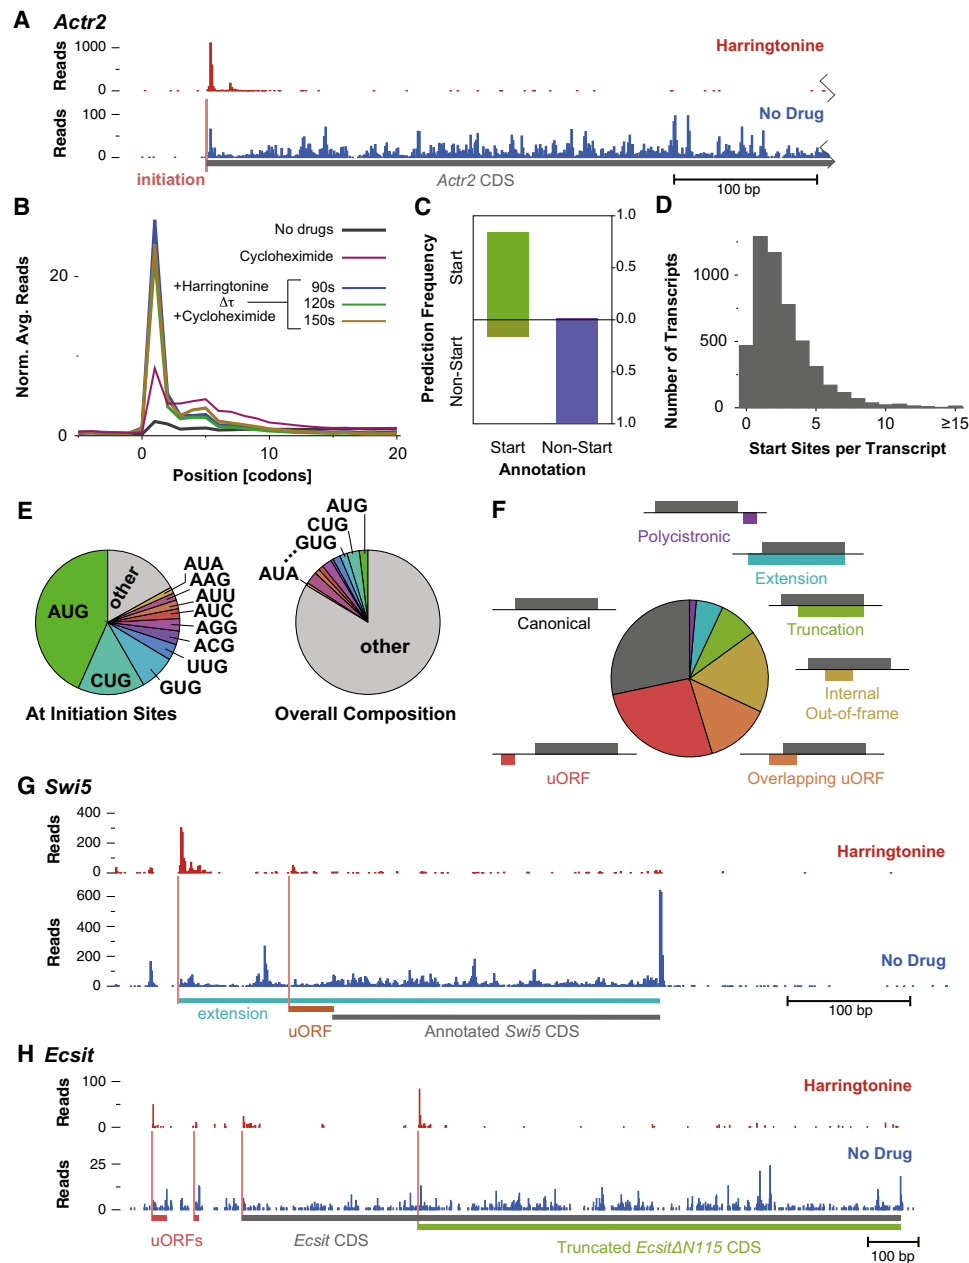 A Actr2
Reads
1000
0
Harringtonine
Reads
100
0
No Drug
initiation
Actr2 CDS
100 bp
B
Norm. Avg. Reads
20
0
No drugs
Cycloheximide
+Harringtonine
Δτ
+Cycloheximide
90s
120s
150s
0 10 20
Position [codons]
C
Prediction Frequency
Start
Non-Start
1.0
0.5
0.0
0.5
1.0
Start Non-Start
Annotation
D
Number of Transcripts
1000
500
0
0 5 10 ≥15
Start Sites per Transcript
E
AUG
other
AUA
AAG
AUU
AUC
AGG
ACG
UUG
GUG
CUG
At Initiation Sites
AUG
CUG
GUG
AUA
other
Overall Composition
F
Polycistronic
Extension
Canonical
Truncation
Internal
Out-of-frame
uORF
Overlapping uORF
G Swi5
Reads
400
200
0
Harringtonine
Reads
600
400
200
0
No Drug
extension
uORF
Annotated Swi5 CDS
100 bp
H Ecsit
Reads
100
0
Harringtonine
Reads
25
0
No Drug
uORFs
Ecsit CDS
Truncated EcsitΔN115 CDS
100 bp